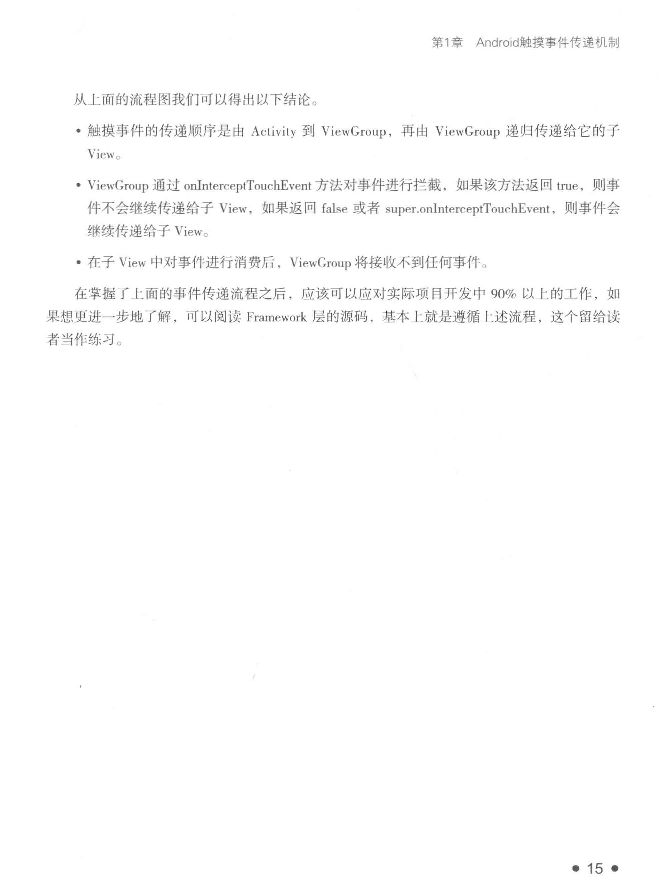 第1章 Android触摸事件传递机制
从上面的流程图我们可以得出以下结论。
• 触摸事件的传递顺序是由 Activity 到 ViewGroup，再由 ViewGroup 递归传递给它的子
View。
• ViewGroup 通过 onInterceptTouchEvent 方法对事件进行拦截，如果该方法返回 true，则事
件不会继续传递给子 View，如果返回 false 或者 super.onInterceptTouchEvent，则事件会
继续传递给子 View。
• 在子 View 中对事件进行消费后，ViewGroup 将接收不到任何事件。
在掌握了上面的事件传递流程之后，应该可以应对实际项目开发中 90% 以上的工作，如
果想更进一步地了解，可以阅读 Framework 层的源码，基本上就是遵循上述流程，这个留给读
者当作练习。
• 15 •